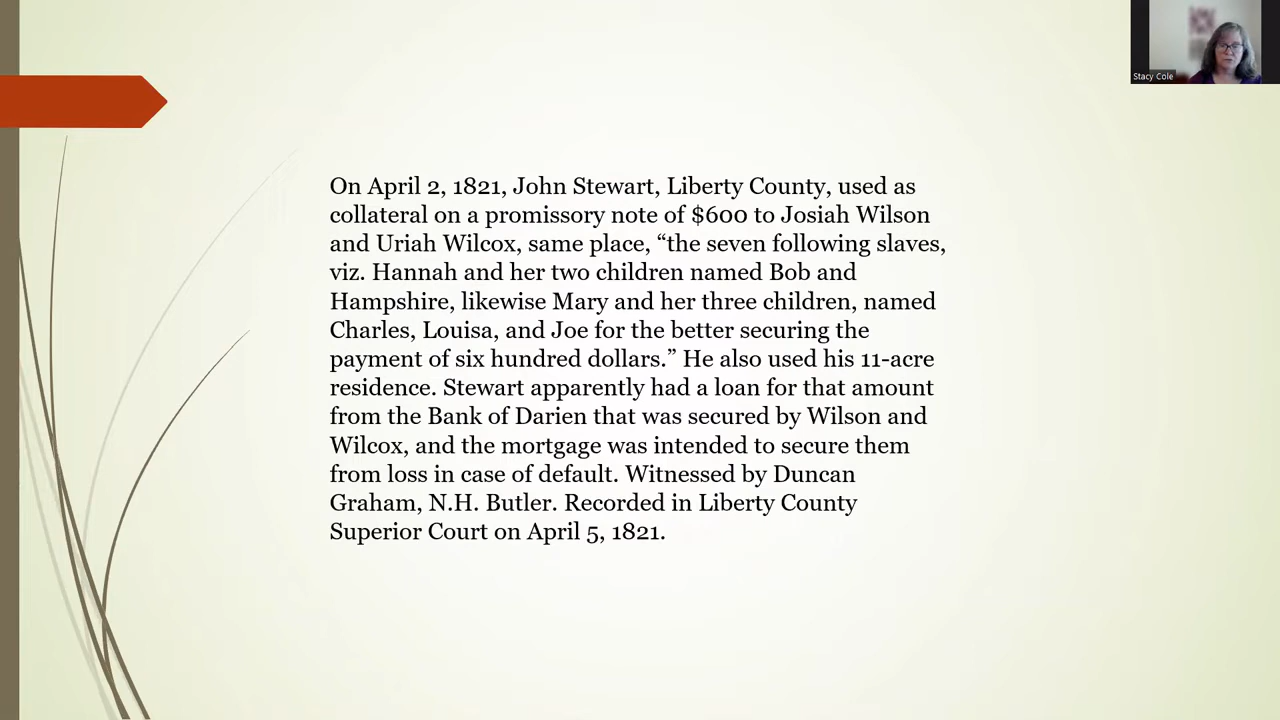 Stacy Cole
On April 2, 1821, John Stewart, Liberty County, used as
collateral on a promissory note of $600 to Josiah Wilson
and Uriah Wilcox, same place, “the seven following slaves,
viz. Hannah and her two children named Bob and
Hampshire, likewise Mary and her three children, named
Charles, Louisa, and Joe for the better securing the
payment of six hundred dollars.” He also used his 11-acre
residence. Stewart apparently had a loan for that amount
from the Bank of Darien that was secured by Wilson and
Wilcox, and the mortgage was intended to secure them
from loss in case of default. Witnessed by Duncan
Graham, N.H. Butler. Recorded in Liberty County
Superior Court on April 5, 1821.